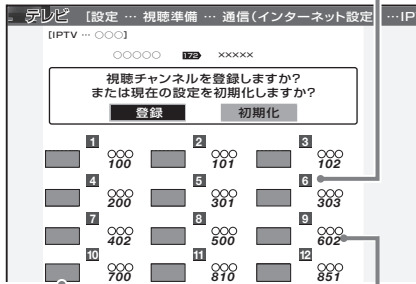 テレビ [設定 … 視聴準備 … 通信(インターネット設定) …IP
[IPTV … ○○○]
○○○○○ 172 ×××××
視聴チャンネルを登録しますか?
または現在の設定を初期化しますか?
登録 初期化
1 2 3
○○○ ○○○ ○○○
100 101 102
4 5 6
○○○ ○○○ ○○○
200 301 303
7 8 9
○○○ ○○○ ○○○
402 500 602
10 11 12
○○○ ○○○ ○○○
700 810 851